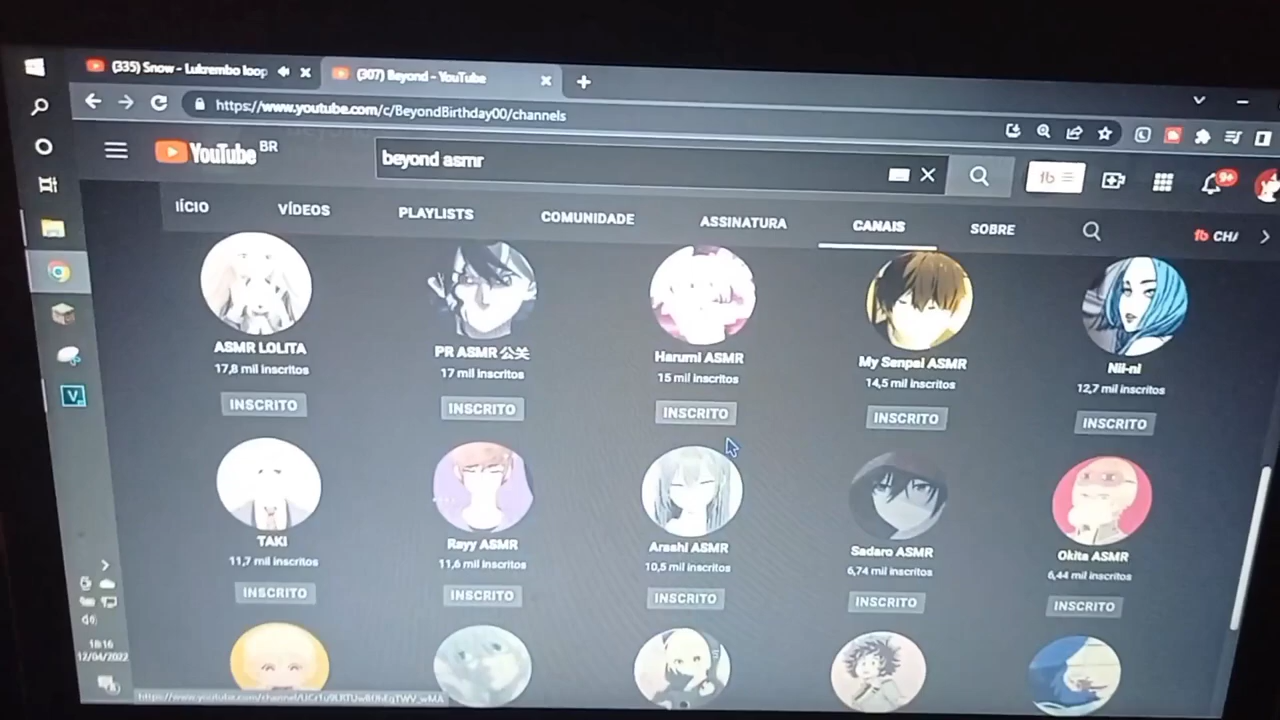 (335) Snow - Lukrembo loop
(307) Beyond - YouTube
https://www.youtube.com/c/BeyondBirthday00/channels
YouTube BR
beyond asmr
9+
IÍCIO
VÍDEOS
PLAYLISTS
COMUNIDADE
ASSINATURA
CANAIS
SOBRE
CHA
ASMR LOLITA
PR ASMR 公关
Harumi ASMR
My Senpai ASMR
Nii-ni
17,8 mil inscritos
17 mil inscritos
15 mil inscritos
14,5 mil inscritos
12,7 mil inscritos
INSCRITO
INSCRITO
INSCRITO
INSCRITO
INSCRITO
TAKI
Rayy ASMR
Arashi ASMR
Sadaro ASMR
Okita ASMR
11,7 mil inscritos
11,6 mil inscritos
10,5 mil inscritos
6,74 mil inscritos
6,44 mil inscritos
INSCRITO
INSCRITO
INSCRITO
INSCRITO
INSCRITO
18:16
12/04/2022